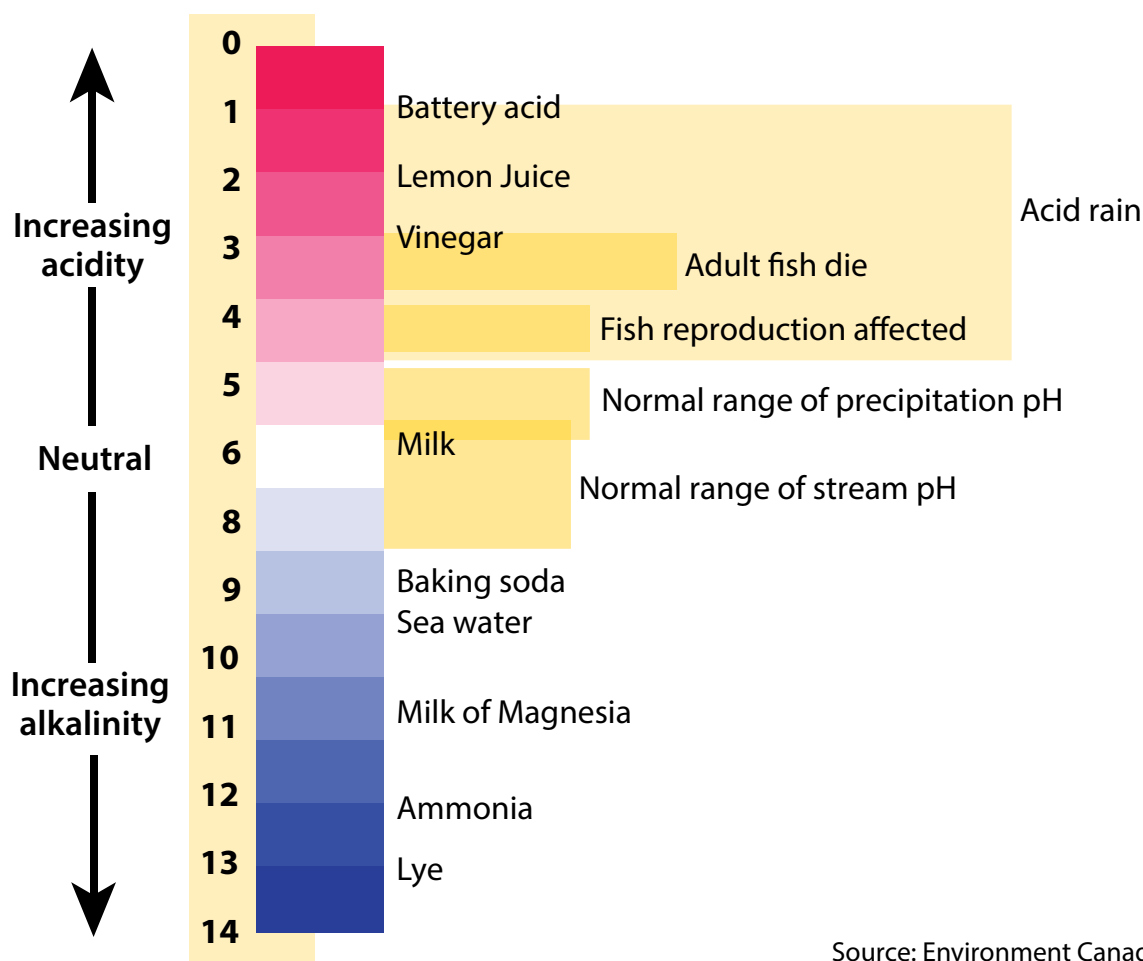 0
1
Battery acid
2
Lemon Juice
Acid rain
Increasing
acidity
3
Vinegar
Adult fish die
4
Fish reproduction affected
5
Normal range of precipitation pH
Neutral
6
Milk
Normal range of stream pH
8
9
Baking soda
Sea water
10
Increasing
alkalinity
11
Milk of Magnesia
12
Ammonia
13
Lye
14
Source: Environment Canad